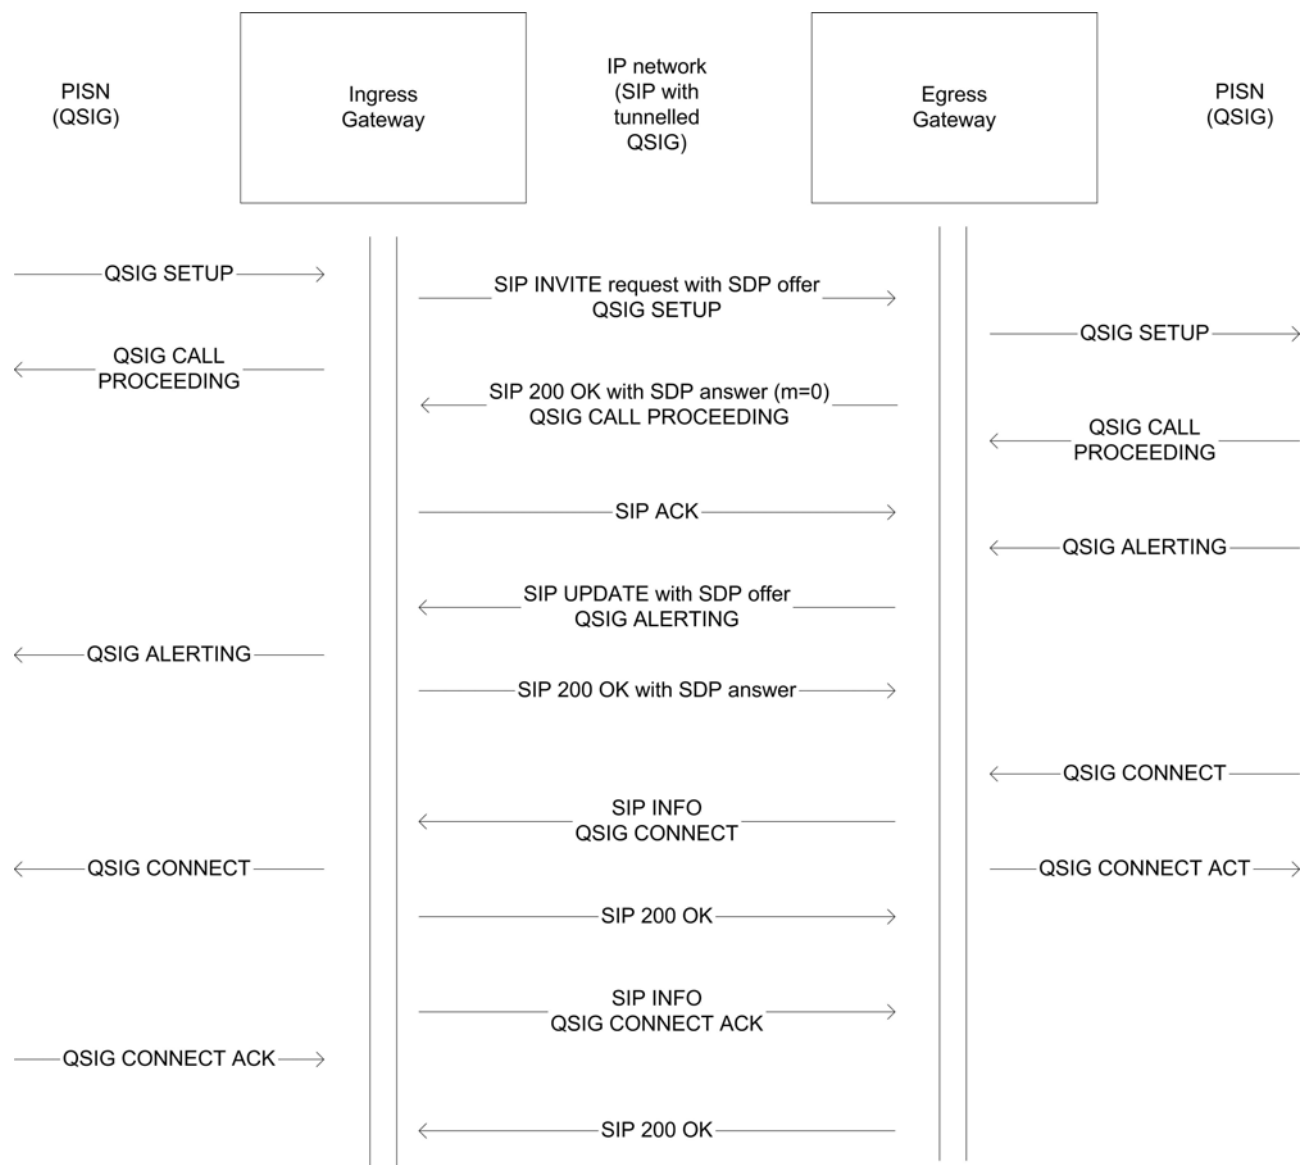 PISN
(QSIG)
Ingress
Gateway
IP network
(SIP with
tunnelled
QSIG)
Egress
Gateway
PISN
(QSIG)
QSIG SETUP
SIP INVITE request with SDP offer
QSIG SETUP
QSIG SETUP
QSIG CALL
PROCEEDING
SIP 200 OK with SDP answer (m=0)
QSIG CALL PROCEEDING
QSIG CALL
PROCEEDING
SIP ACK
QSIG ALERTING
SIP UPDATE with SDP offer
QSIG ALERTING
QSIG ALERTING
SIP 200 OK with SDP answer
QSIG CONNECT
SIP INFO
QSIG CONNECT
QSIG CONNECT
QSIG CONNECT ACT
SIP 200 OK
SIP INFO
QSIG CONNECT ACK
QSIG CONNECT ACK
SIP 200 OK